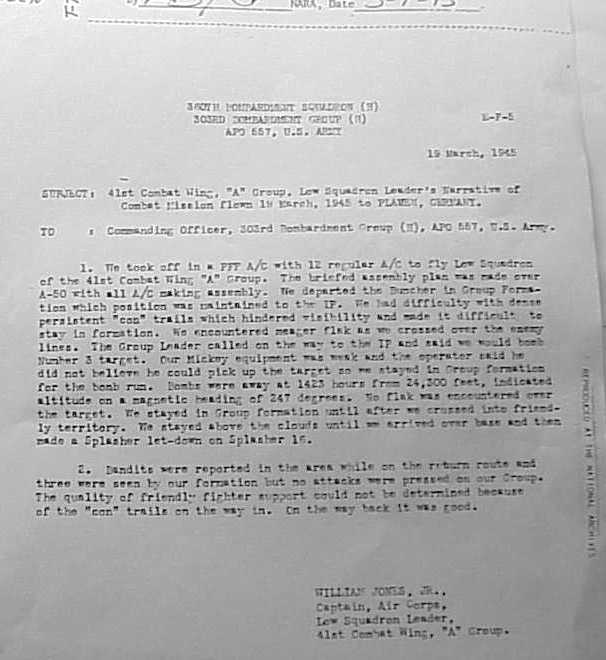 NARA, Date 3-9-93
360TH BOMBARDMENT SQUADRON (H)
303RD BOMBARDMENT GROUP (H)
E-F-5
APO 557, U.S. ARMY
19 March, 1945
SUBJECT: 41st Combat Wing, "A" Group, Low Squadron Leader's Narrative of
Combat Mission flown 19 March, 1945 to PLAUEN, GERMANY.
TO : Commanding Officer, 303rd Bombardment Group (H), APO 557, U.S. Army.
1. We took off in a PFF A/C with 12 regular A/C to fly Low Squadron
of the 41st Combat Wing "A" Group. The briefed assembly plan was made over
A-50 with all A/C making assembly. We departed the Buncher in Group Forma-
tion which position was maintained to the IP. We had difficulty with dense
persistent "con" trails which hindered visibility and made it difficult to
stay in formation. We encountered meager flak as we crossed over the enemy
lines. The Group Leader called on the way to the IP and said we would bomb
Number 3 target. Our Mickey equipment was weak and the operator said he
did not believe he could pick up the target so we stayed in Group formation
for the bomb run. Bombs were away at 1423 hours from 24,300 feet, indicated
altitude on a magnetic heading of 247 degrees. No flak was encountered over
the target. We stayed in Group formation until after we crossed into friend-
ly territory. We stayed above the clouds until we arrived over base and then
made a Splasher let-down on Splasher 16.
2. Bandits were reported in the area while on the return route and
three were seen by our formation but no attacks were pressed on our Group.
The quality of friendly fighter support could not be determined because
of the "con" trails on the way in. On the way back it was good.
WILLIAM JONES, JR.,
Captain, Air Corps,
Low Squadron Leader,
41st Combat Wing, "A" Group.
REPRODUCED AT THE NATIONAL ARCHIVES